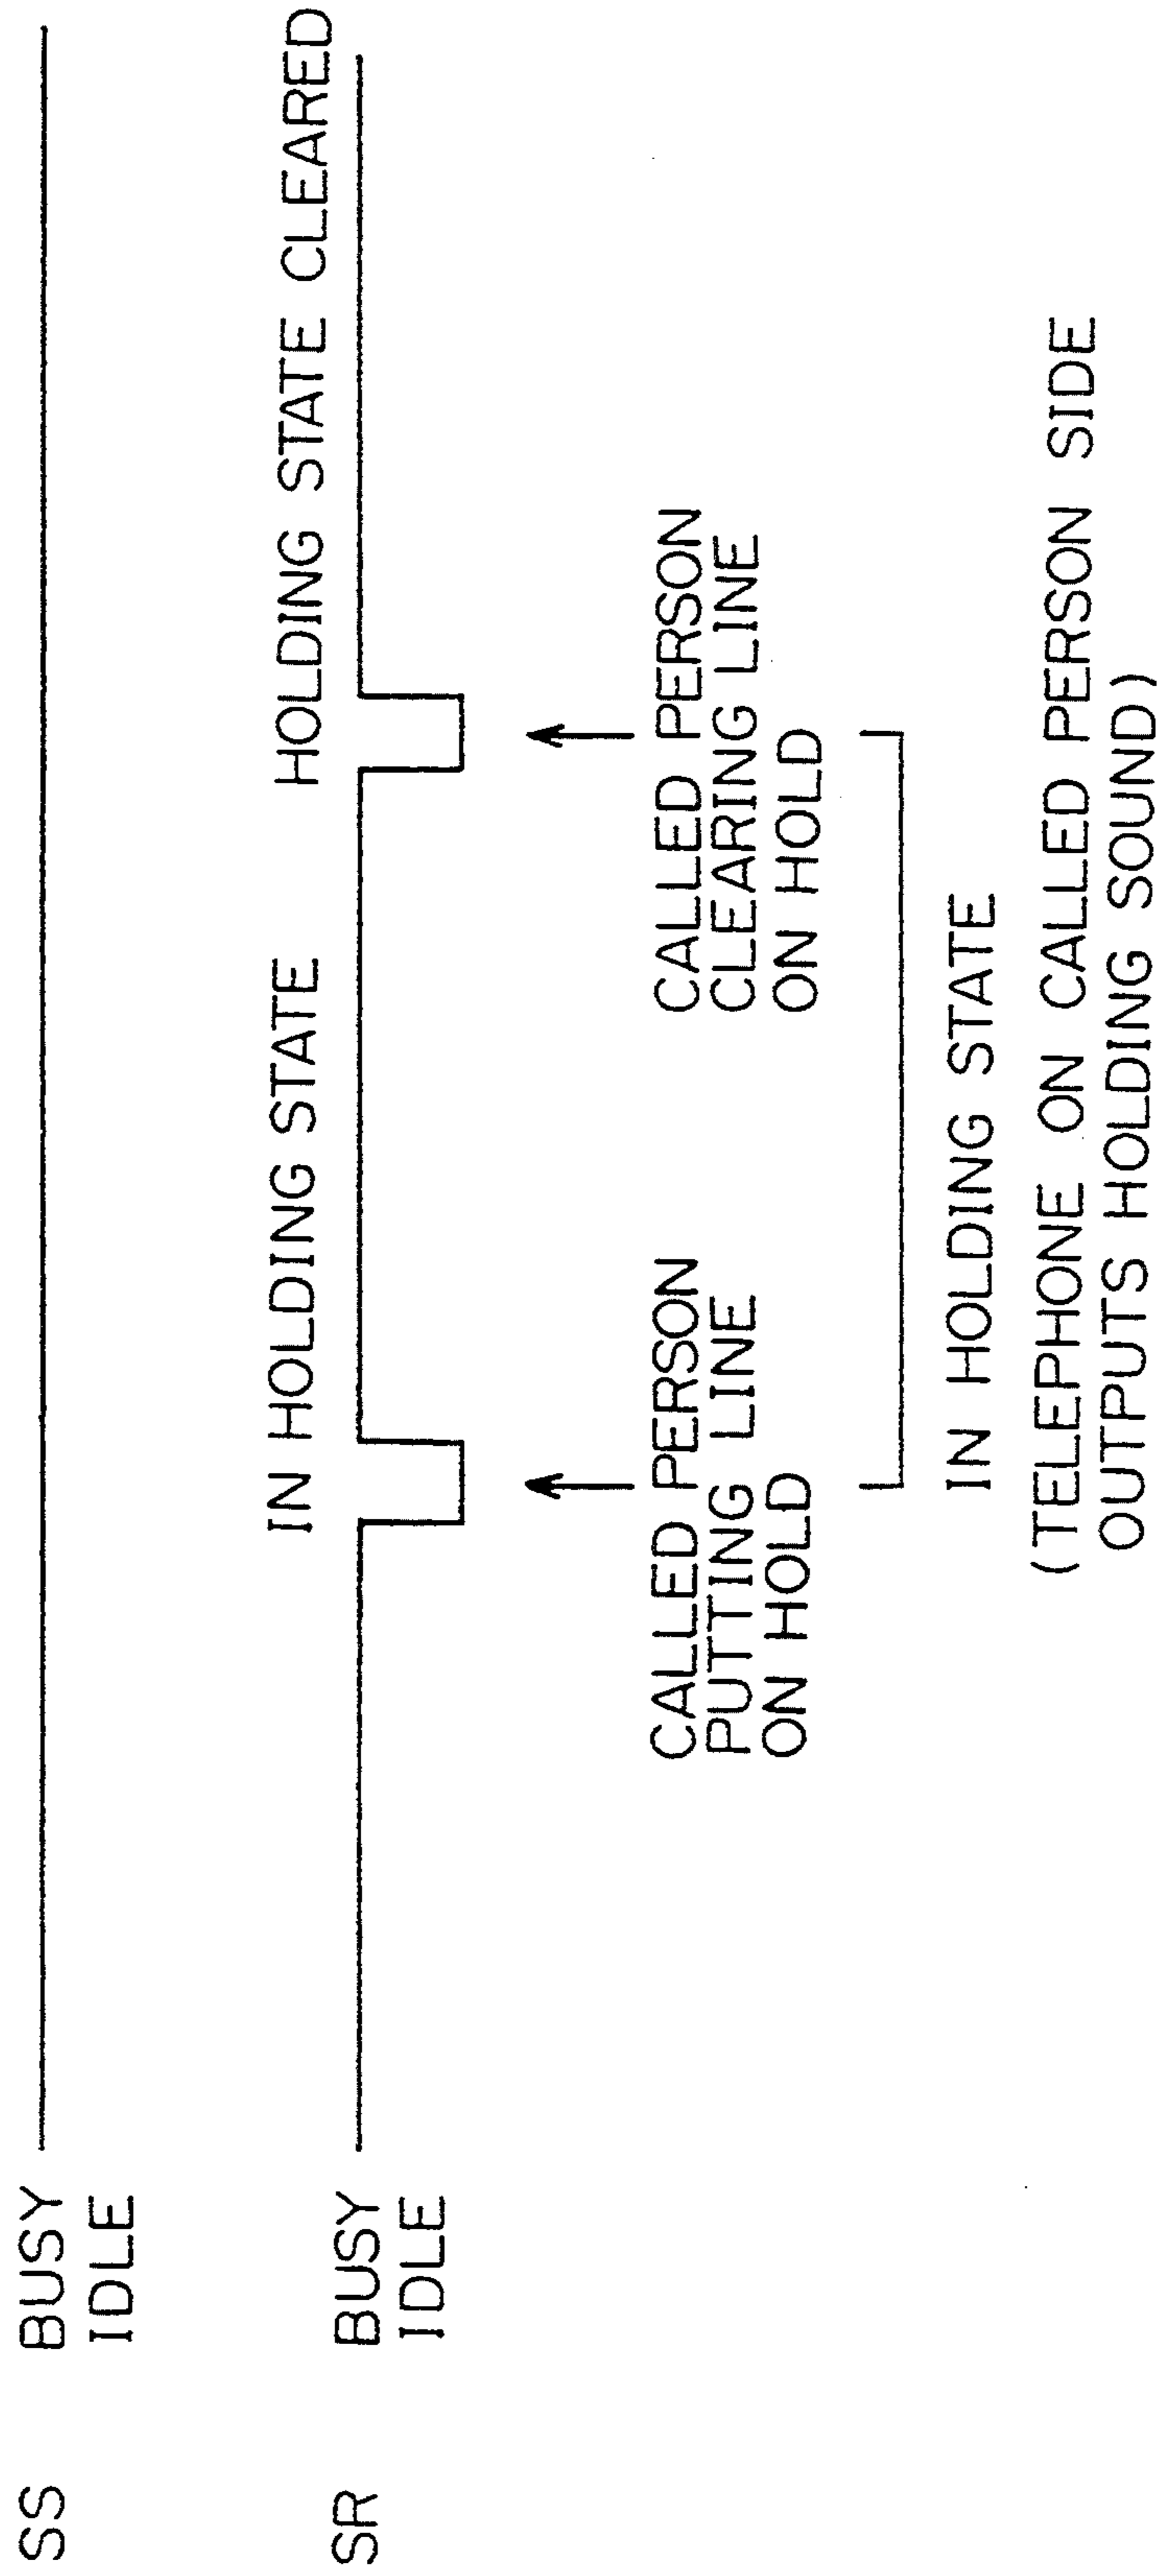 SS BUSY
IDLE
IN HOLDING STATE HOLDING STATE CLEARED
SR BUSY
IDLE
CALLED PERSON
PUTTING LINE
ON HOLD
CALLED PERSON
CLEARING LINE
ON HOLD
IN HOLDING STATE
(TELEPHONE ON CALLED PERSON SIDE
OUTPUTS HOLDING SOUND)